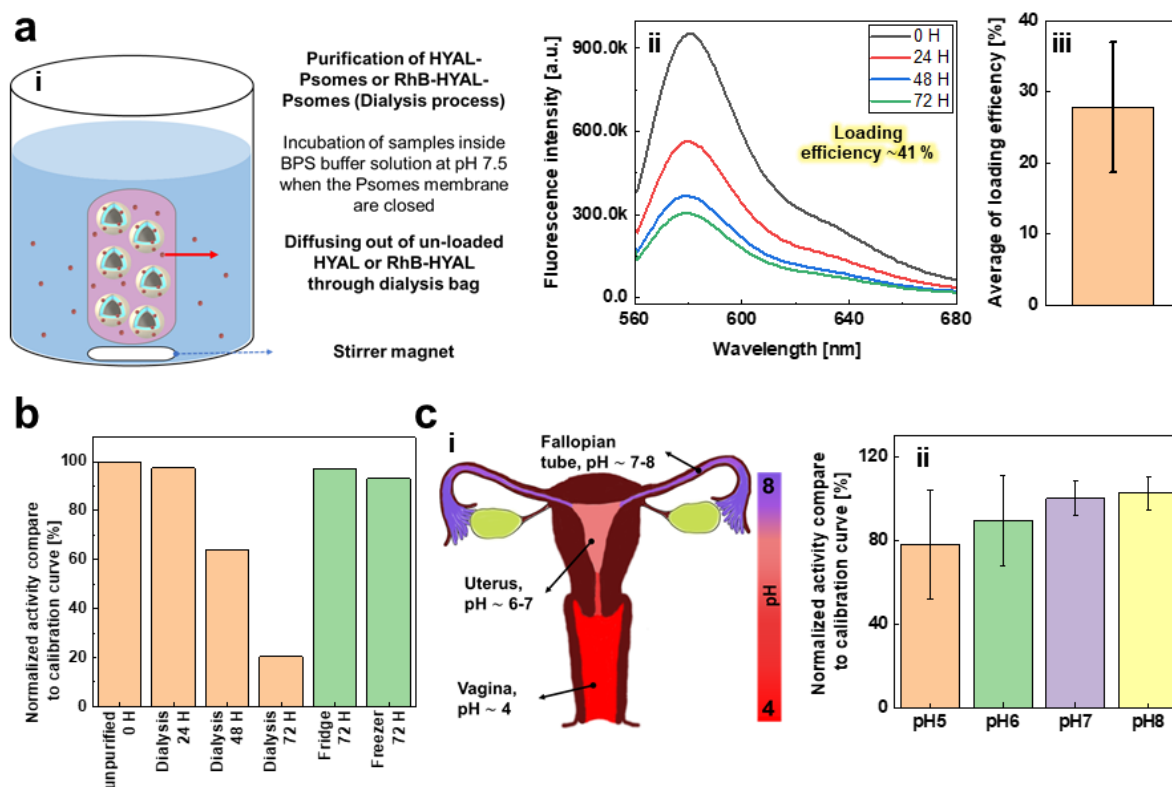 a
i
Purification of HYAL-
Psomes or RhB-HYAL-
Psomes (Dialysis process)
Incubation of samples inside
BPS buffer solution at pH 7.5
when the Psomes membrane
are closed
Diffusing out of un-loaded
HYAL or RhB-HYAL
through dialysis bag
Stirrer magnet
ii
Fluorescence intensity [a.u.]
900.0k
600.0k
300.0k
0.0
560
600
640
680
Wavelength [nm]
0 H
24 H
48 H
72 H
Loading
efficiency ~41 %
iii
Average of loading efficiency [%]
40
30
20
10
0
b
Normalized activity compare
to calibration curve [%]
100
80
60
40
20
0
unpurified
0 H
Dialysis
24 H
Dialysis
48 H
Dialysis
72 H
Fridge
72 H
Freezer
72 H
c
i
Fallopian
tube, pH ~ 7-8
Uterus,
pH ~ 6-7
Vagina,
pH ~ 4
8
pH
4
ii
Normalized activity compare
to calibration curve [%]
120
80
40
0
pH5
pH6
pH7
pH8